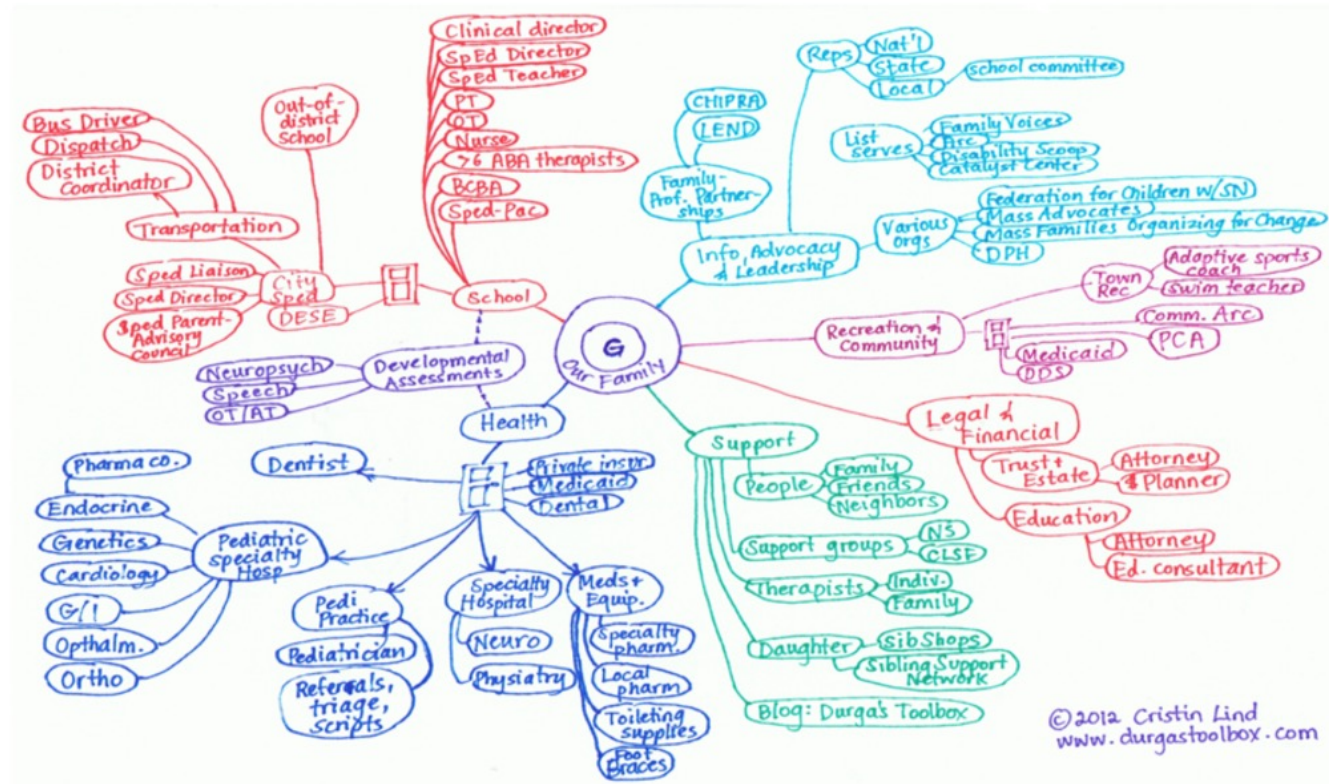 Clinical director
SpEd Director
SpEd Teacher
PT
OT
Nurse
>6 ABA therapists
BCBA
Sped-Pac
School
Out-of-
district
School
Bus Driver
Dispatch
District
Coordinator
Transportation
Sped Liaison
Sped Director
$ped Parent-
Advisory
Council
City
Sped
DESE
Developmental
Assessments
Neuropsych
Speech
OT/AT
G
Our Family
CHIPRA
LEND
Family-
Prof. Partner-
ships
Info, Advocacy
& Leadership
Reps
Nat'l
State
Local
school committee
List
serves
Family Voices
Arc
Disability Scoop
Catalyst Center
Various
Orgs
Federation for Children w/SN
Mass Advocates
Mass Families Organizing for Change
DPH
Recreation &
Community
Town
Rec
Adaptive sports
coach
Swim teacher
Comm. Arc
PCA
Medicaid
DDS
Legal &
Financial
Trust +
Estate
Attorney
$ Planner
Education
Attorney
Ed. consultant
Support
People
Family
Friends
Neighbors
Support groups
NS
CLSF
Therapists
Indiv.
Family
Daughter
SibShops
Sibling Support
Network
Blog: Durga's Toolbox
Health
Private insur
Medicaid
Dental
Dentist
Pharma co.
Endocrine
Genetics
Cardiology
G/I
Opthalm.
Ortho
Pediatric
Specialty
Hosp
Pedi
Practice
Pediatrician
Referrals,
triage,
scripts
Specialty
Hospital
Neuro
Physiatry
Meds +
Equip.
Specialty
pharm.
Local
pharm
Toileting
supplies
Foot
Braces
©2012 Cristin Lind
www.durgastoolbox.com